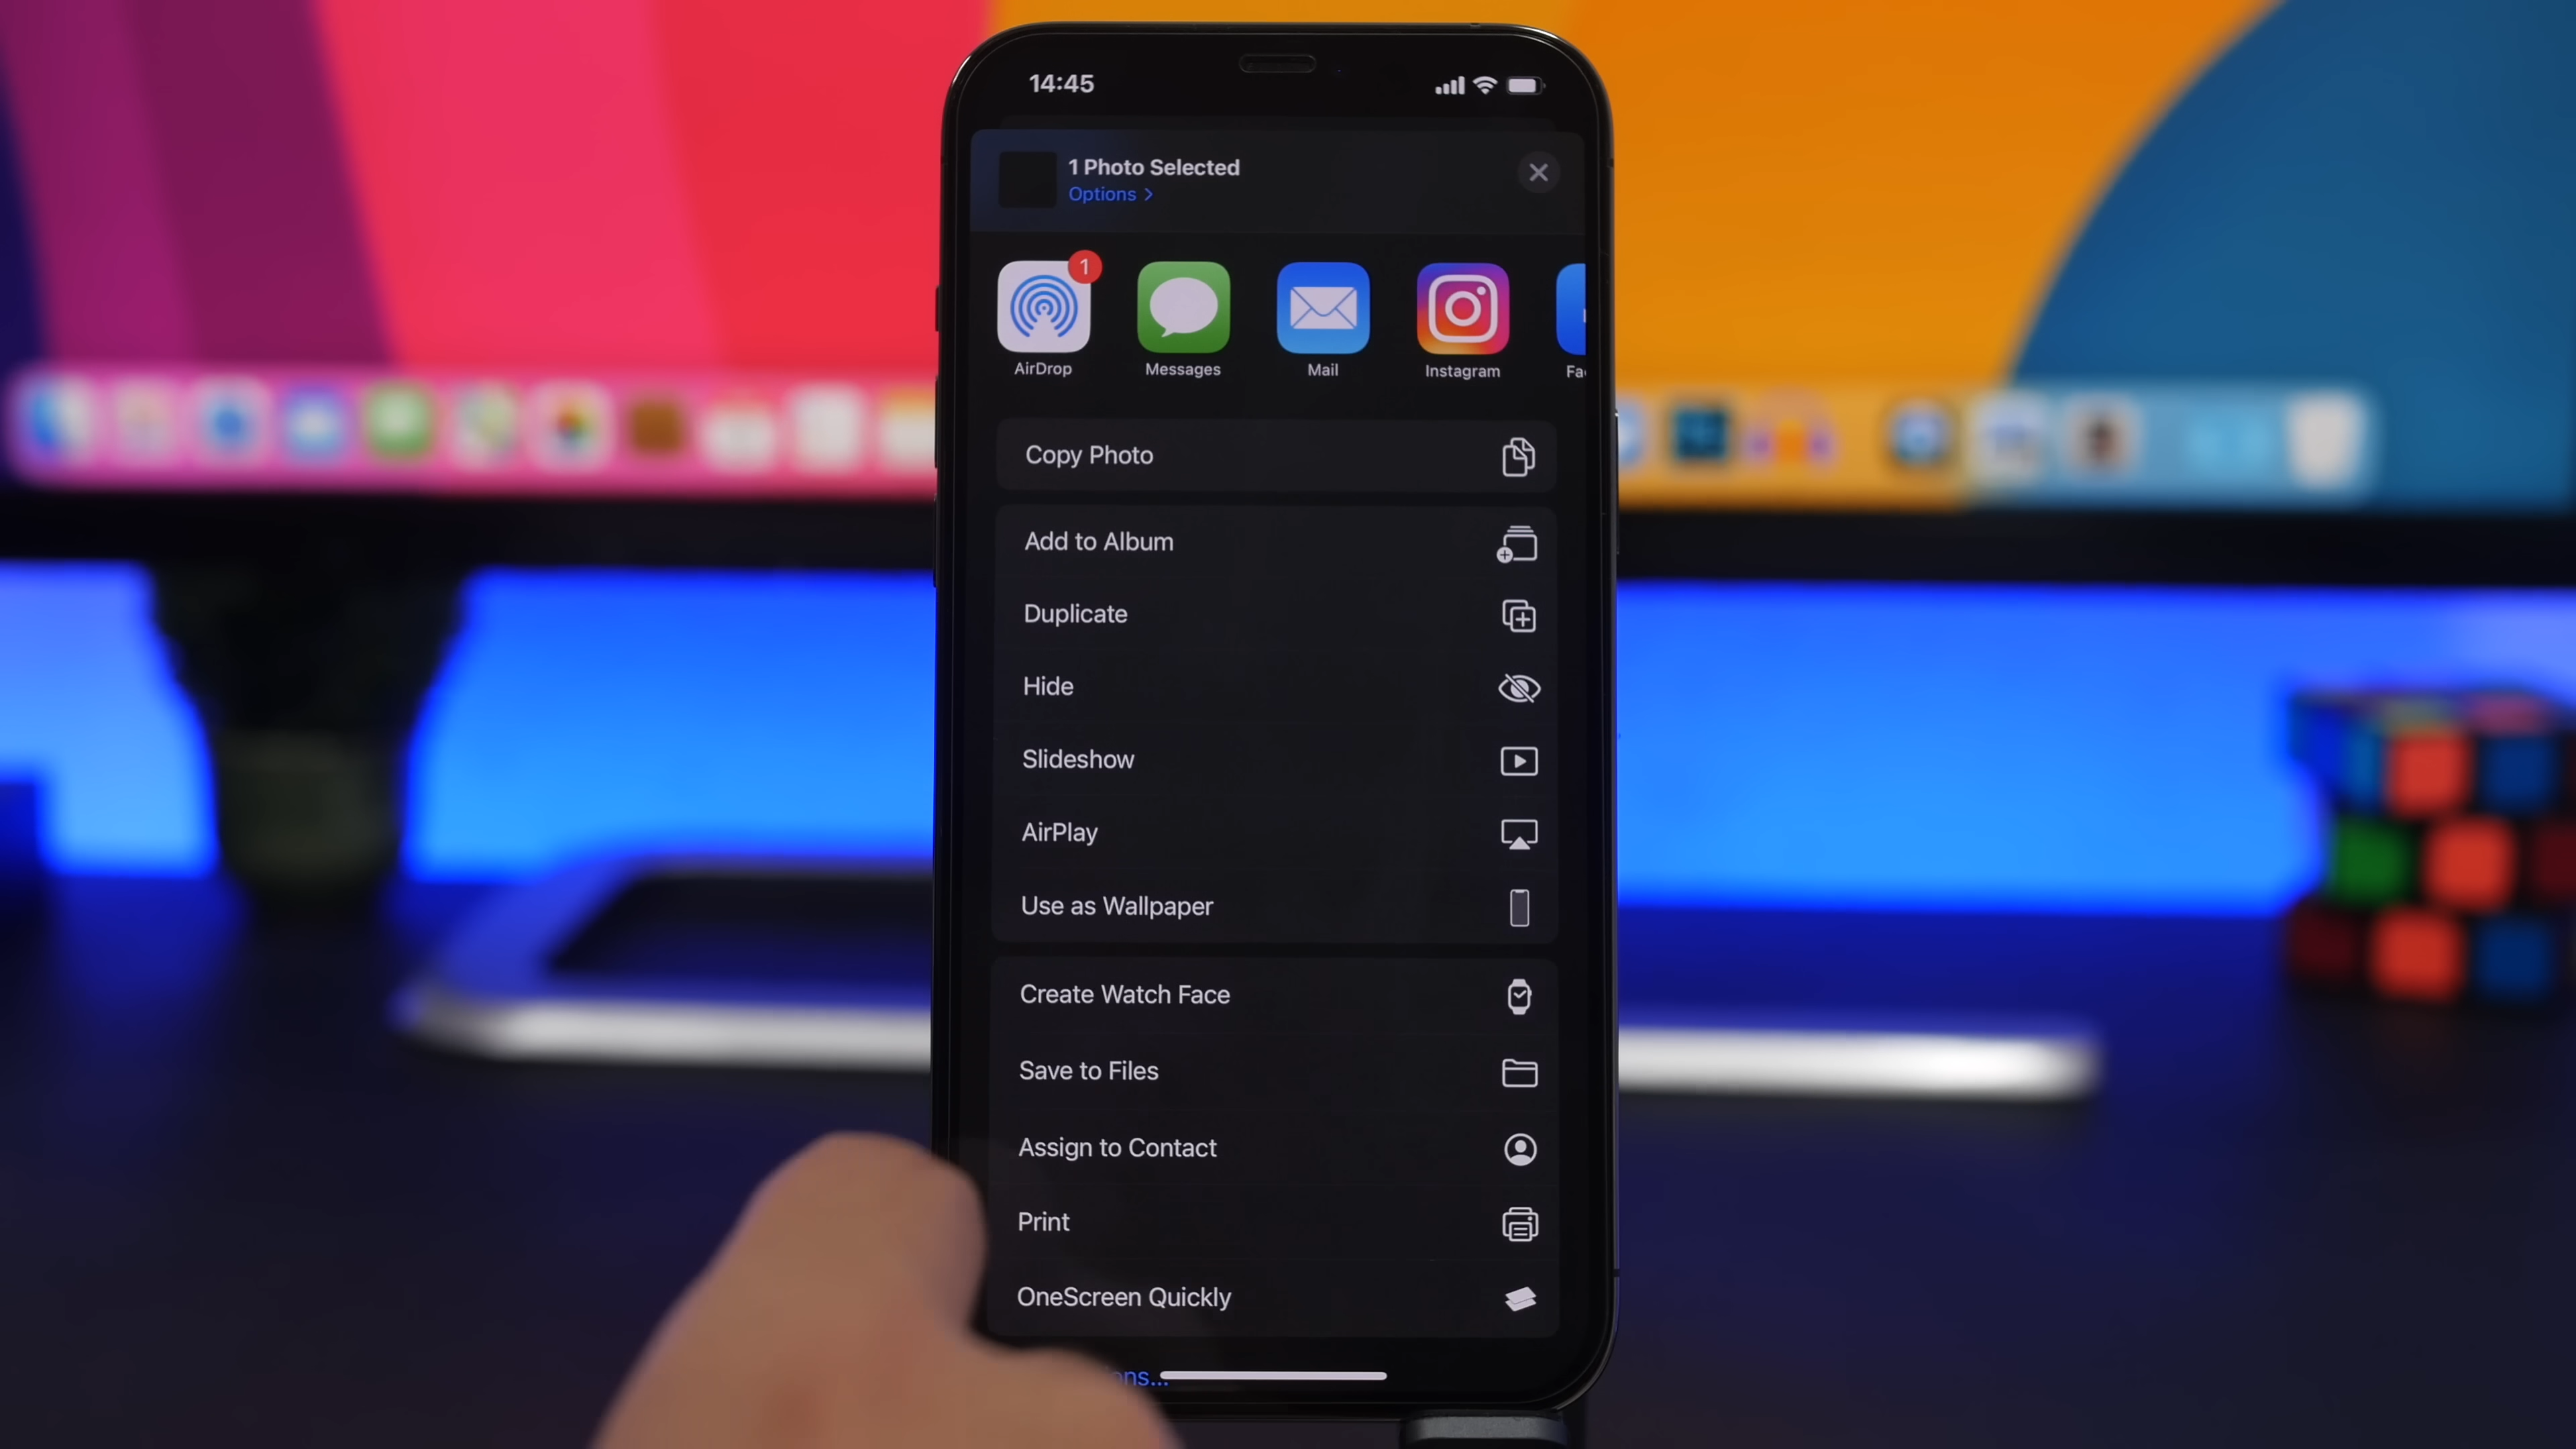 14:45
1 Photo Selected
Options >
1
AirDrop
Messages
Mail
Instagram
Copy Photo
Add to Album
Duplicate
Hide
Slideshow
AirPlay
Use as Wallpaper
Create Watch Face
Save to Files
Assign to Contact
Print
OneScreen Quickly